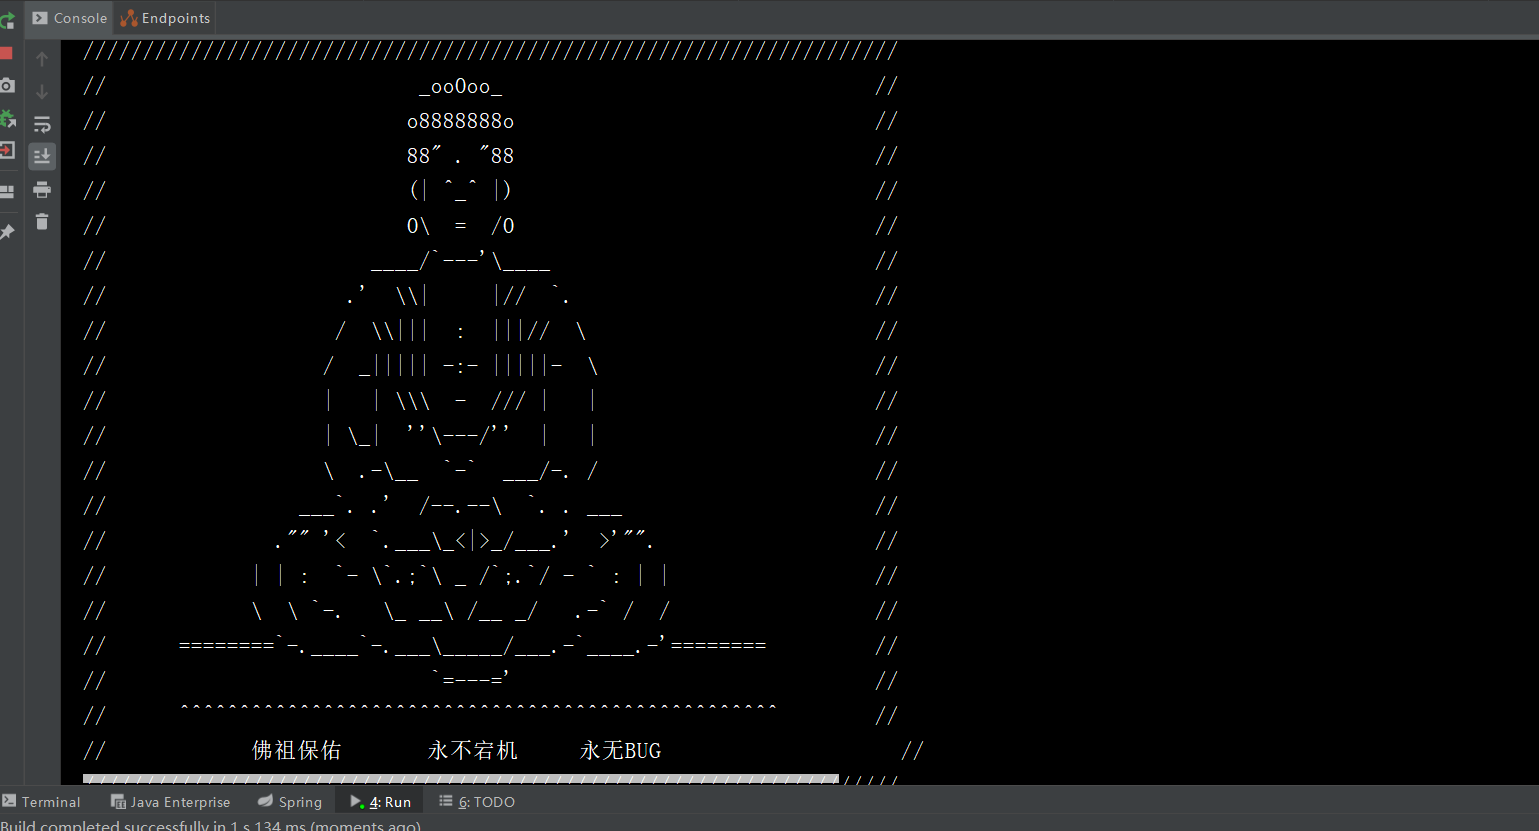 Console Endpoints
////////////////////////////////////////////////////////////////////
//                          _ooOoo_                               //
//                         o8888888o                              //
//                         88" . "88                              //
//                         (| ^_^ |)                              //
//                         O\  =  /O                              //
//                      ____/`---'\____                           //
//                    .'  \\|     |//  `.                         //
//                   /  \\|||  :  |||//  \                        //
//                  /  _||||| -:- |||||-  \                       //
//                  |   | \\\  -  /// |   |                       //
//                  | \_|  ''\---/''  |   |                       //
//                  \  .-\__  `-`  ___/-. /                       //
//                ___`. .'  /--.--\  `. . ___                     //
//              ."" '<  `.___\_<|>_/___.'  >'"".                  //
//            | | :  `- \`.;`\ _ /`;.`/ - ` : | |                 //
//            \  \ `-.   \_ __\ /__ _/   .-` /  /                 //
//      ========`-.____`-.___\_____/___.-`____.-'========         //
//                           `=---='                              //
//      ^^^^^^^^^^^^^^^^^^^^^^^^^^^^^^^^^^^^^^^^^^^^^^^^^^        //
//            佛祖保佑       永不宕机     永无BUG                    //
////////////////////////////////////////////////////////////////////
Terminal Java Enterprise Spring 4: Run 6: TODO
Build completed successfully in 1 s 134 ms (moments ago)